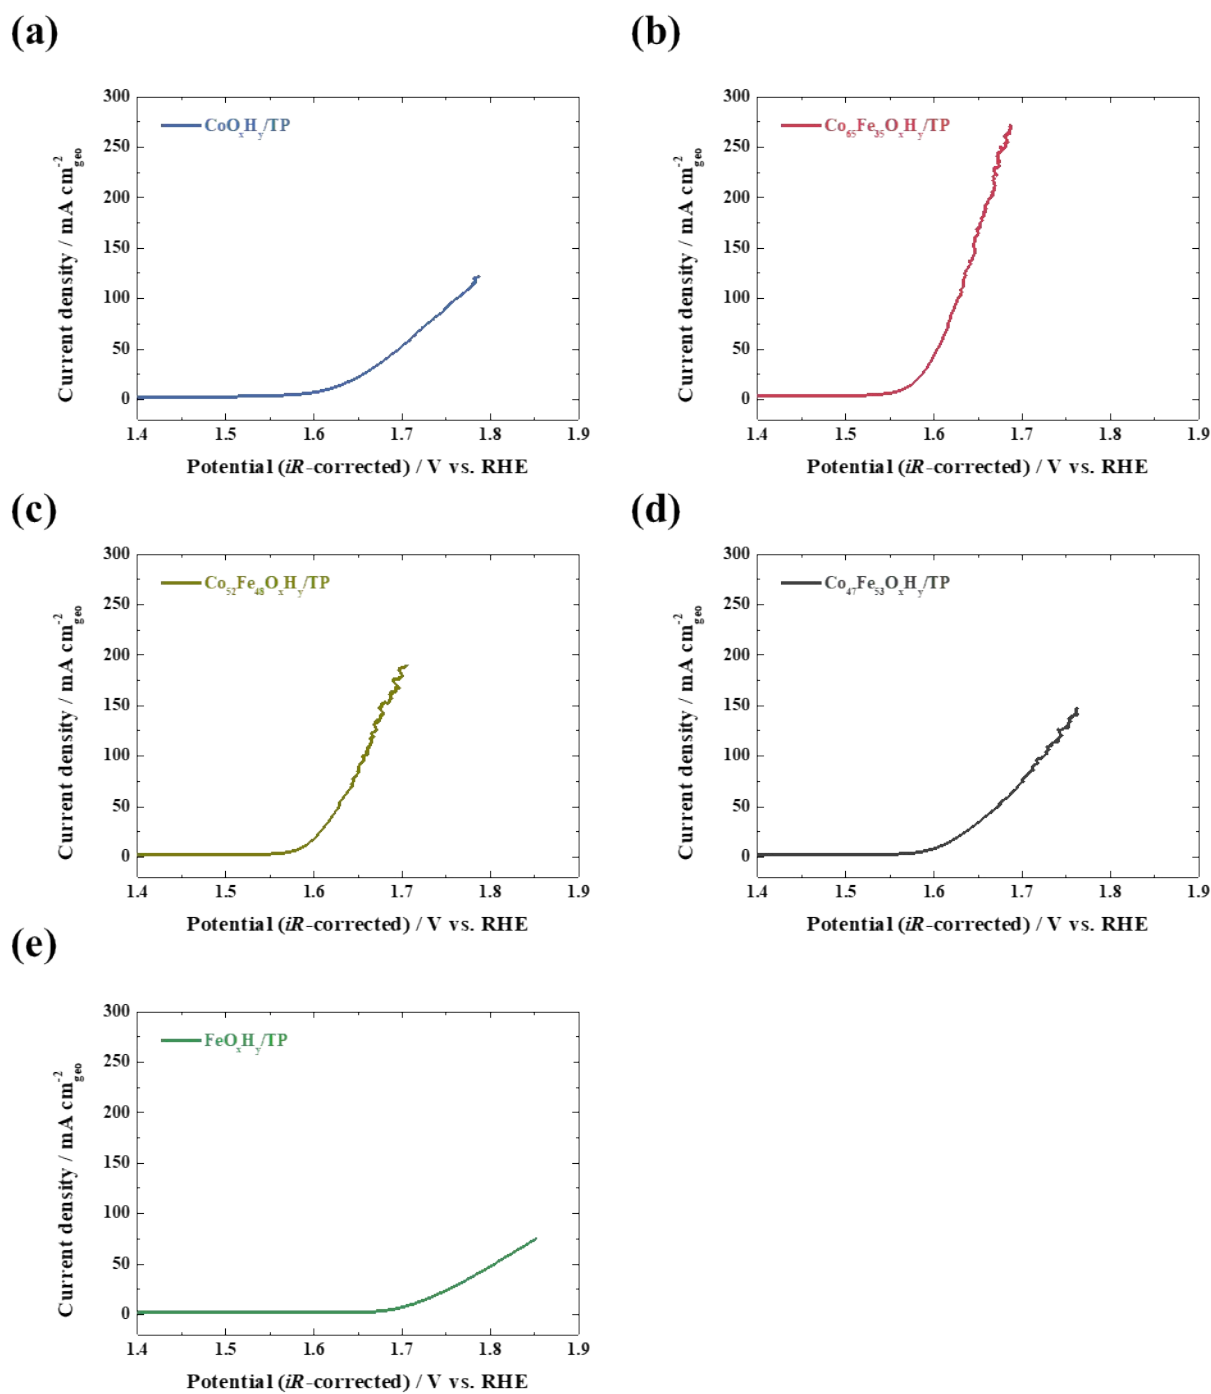 (a)
(b)
300
250
200
150
100
50
0
CoOxHy/TP
Current density / mA cm-2geo
1.4 1.5 1.6 1.7 1.8 1.9
Potential (iR-corrected) / V vs. RHE
300
250
200
150
100
50
0
Co65Fe35OxHy/TP
Current density / mA cm-2geo
1.4 1.5 1.6 1.7 1.8 1.9
Potential (iR-corrected) / V vs. RHE
(c)
(d)
300
250
200
150
100
50
0
Co52Fe48OxHy/TP
Current density / mA cm-2geo
1.4 1.5 1.6 1.7 1.8 1.9
Potential (iR-corrected) / V vs. RHE
300
250
200
150
100
50
0
Co47Fe53OxHy/TP
Current density / mA cm-2geo
1.4 1.5 1.6 1.7 1.8 1.9
Potential (iR-corrected) / V vs. RHE
(e)
300
250
200
150
100
50
0
FeOxHy/TP
Current density / mA cm-2geo
1.4 1.5 1.6 1.7 1.8 1.9
Potential (iR-corrected) / V vs. RHE